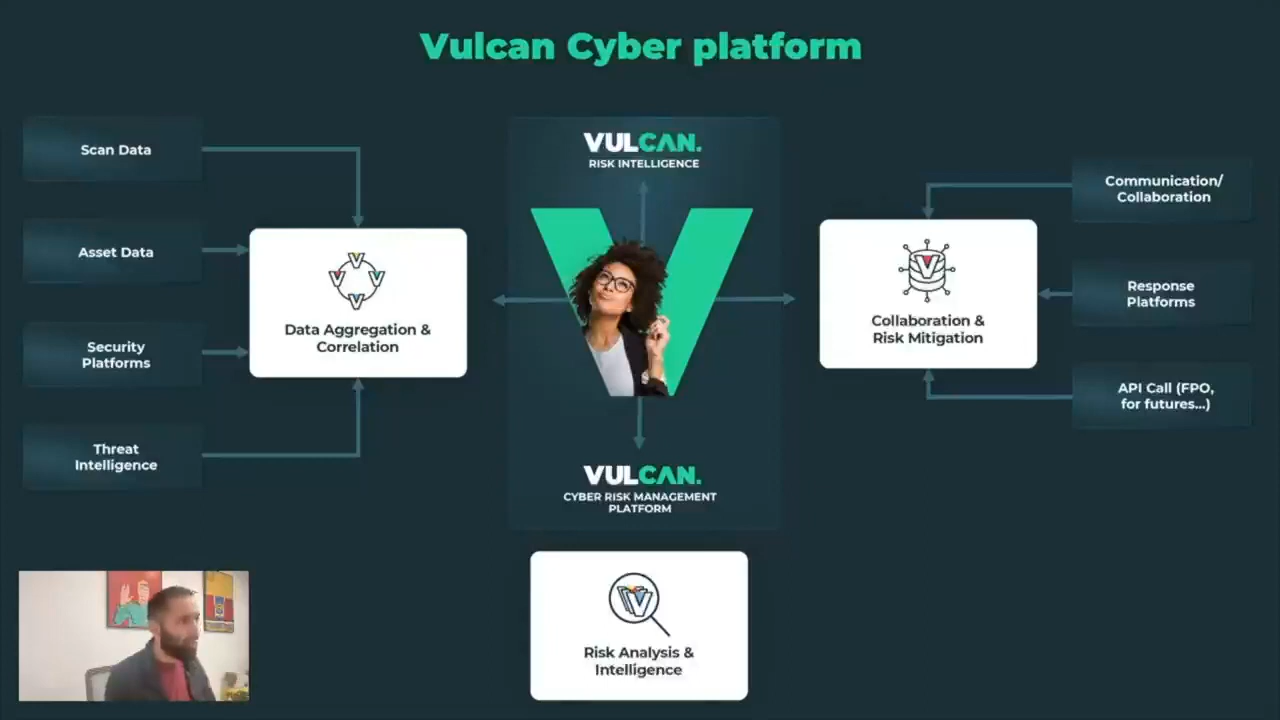 Vulcan Cyber platform
Scan Data
Asset Data
Security
Platforms
Threat
Intelligence
Data Aggregation &
Correlation
VULCAN.
RISK INTELLIGENCE
VULCAN.
CYBER RISK MANAGEMENT
PLATFORM
Risk Analysis &
Intelligence
Collaboration &
Risk Mitigation
Communication/
Collaboration
Response
Platforms
API Call (FPO,
for futures...)